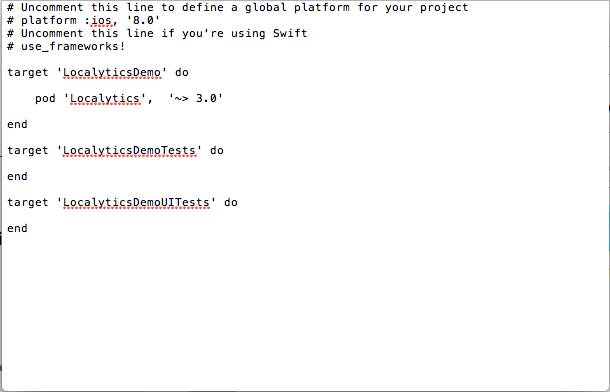 # Uncomment this line to define a global platform for your project
# platform :ios, '8.0'
# Uncomment this line if you're using Swift
# use_frameworks!
target 'LocalyticsDemo' do
pod 'Localytics',  '~> 3.0'
end
target 'LocalyticsDemoTests' do
end
target 'LocalyticsDemoUITests' do
end